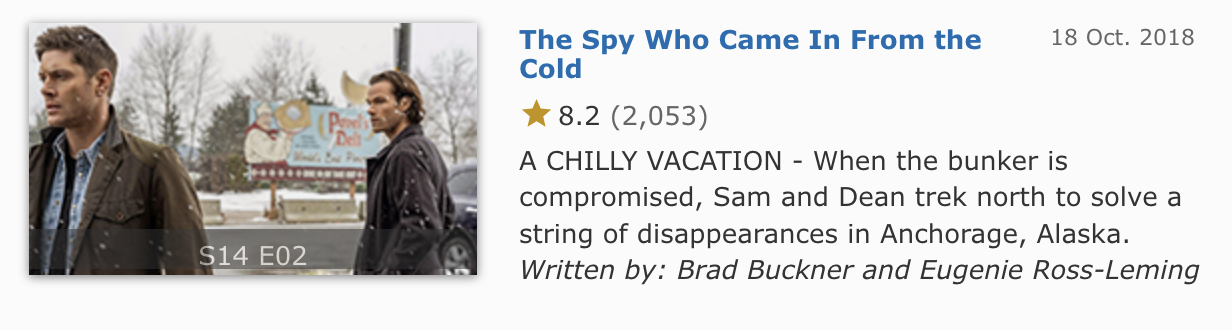 The Spy Who Came In From the
Cold
18 Oct. 2018
8.2 (2,053)
A CHILLY VACATION - When the bunker is
compromised, Sam and Dean trek north to solve a
string of disappearances in Anchorage, Alaska.
Written by: Brad Buckner and Eugenie Ross-Leming
Pavel's
Deli
S14 E02